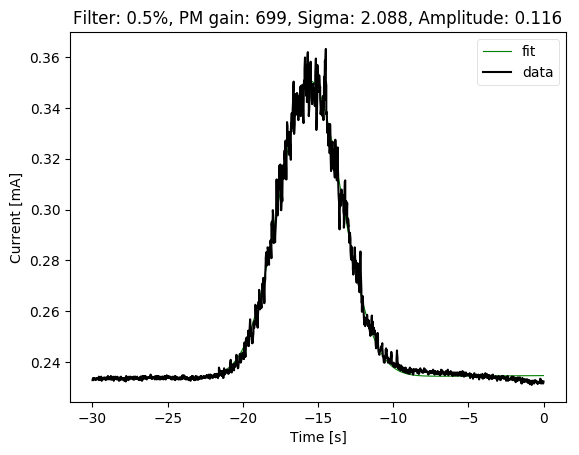 Filter: 0.5%, PM gain: 699, Sigma: 2.088, Amplitude: 0.116
fit
data
0.36
0.34
0.32
0.30
0.28
0.26
0.24
Current [mA]
−30
−25
−20
−15
−10
−5
0
Time [s]